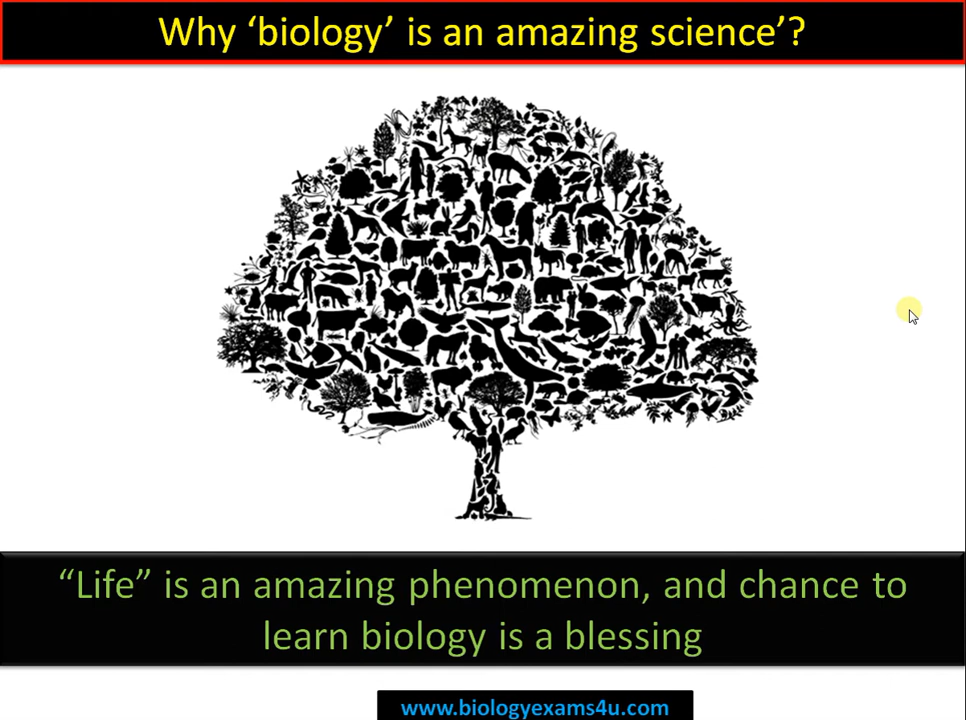 Why ‘biology’ is an amazing science’?
“Life” is an amazing phenomenon, and chance to
learn biology is a blessing
www.biologyexams4u.com